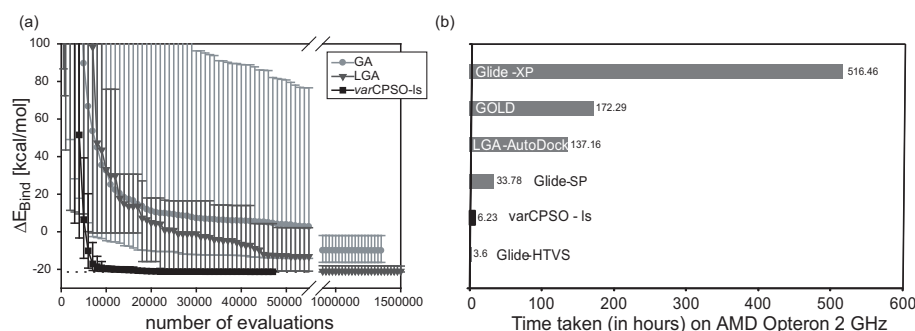 (a)
100
80
60
40
20
0
-20
ΔEBind [kcal/mol]
GA
LGA
varCPSO-ls
0 10000 20000 30000 40000 50000 1000000 1500000
number of evaluations
(b)
Glide -XP 516.46
GOLD 172.29
LGA-AutoDock 137.16
33.78 Glide-SP
6.23 varCPSO - ls
3.6 Glide-HTVS
0 100 200 300 400 500 600
Time taken (in hours) on AMD Opteron 2 GHz